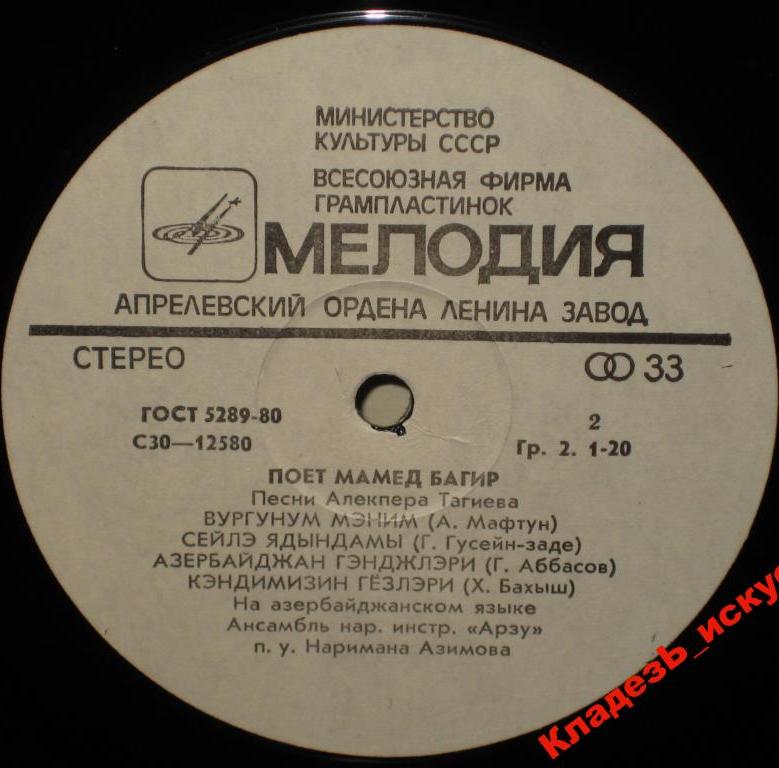 МИНИСТЕРСТВО
КУЛЬТУРЫ СССР
ВСЕСОЮЗНАЯ ФИРМА
ГРАМПЛАСТИНОК
МЕЛОДИЯ
АПРЕЛЕВСКИЙ ОРДЕНА ЛЕНИНА ЗАВОД
СТЕРЕО 33
ГОСТ 5289-80 2
С30—12580 Гр. 2. 1-20
ПОЕТ МАМЕД БАГИР
Песни Алекпера Тагиева
ВУРГУНУМ МЭНИМ (А. Мафтун)
СЕЙЛЭ ЯДЫНДАМЫ (Г. Гусейн-заде)
АЗЕРБАЙДЖАН ГЭНДЖЛЭРИ (Г. Аббасов)
КЭНДИМИЗИН ГЁЗЛЭРИ (Х. Бахыш)
На азербайджанском языке
Ансамбль нар. инстр. «Арзу»
п. у. Наримана Азимова
Кладезь_искус